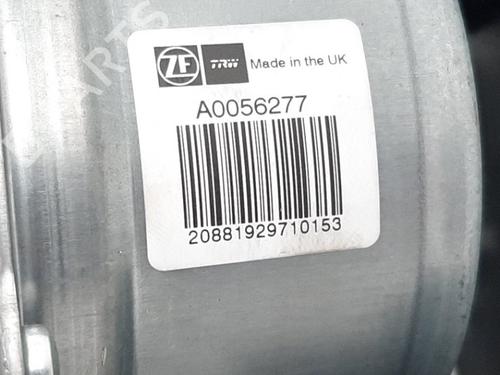 ZF TRW Made in the UK
A0056277
20881929710153